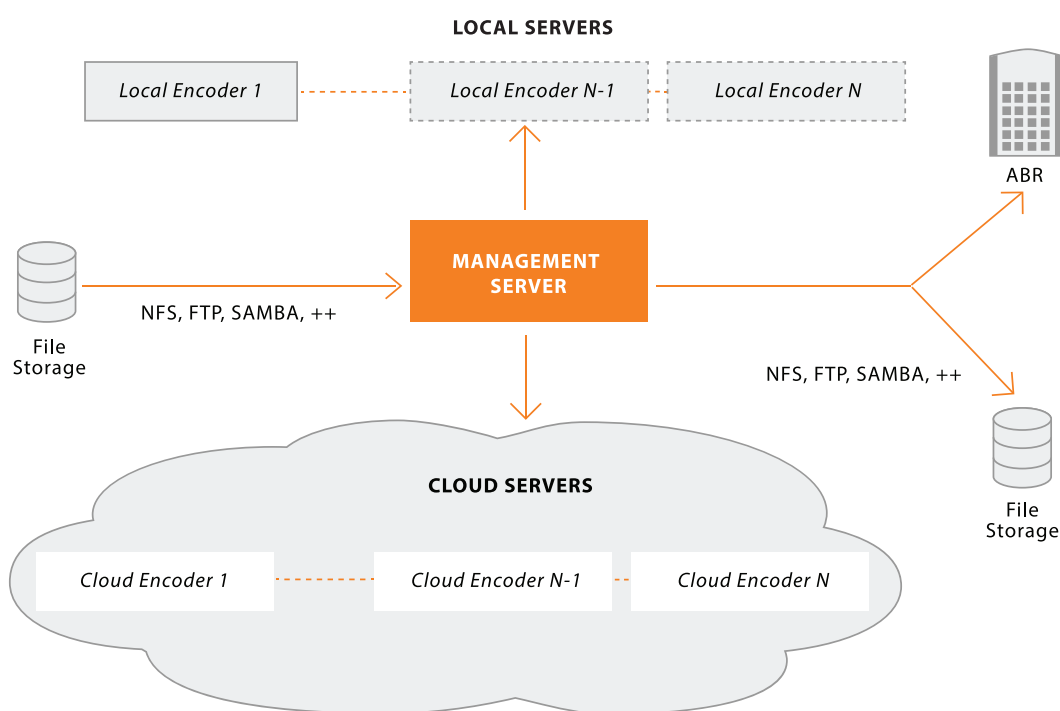 LOCAL SERVERS
Local Encoder 1
Local Encoder N-1
Local Encoder N
ABR
MANAGEMENT
SERVER
NFS, FTP, SAMBA, ++
File
Storage
NFS, FTP, SAMBA, ++
File
Storage
CLOUD SERVERS
Cloud Encoder 1
Cloud Encoder N-1
Cloud Encoder N